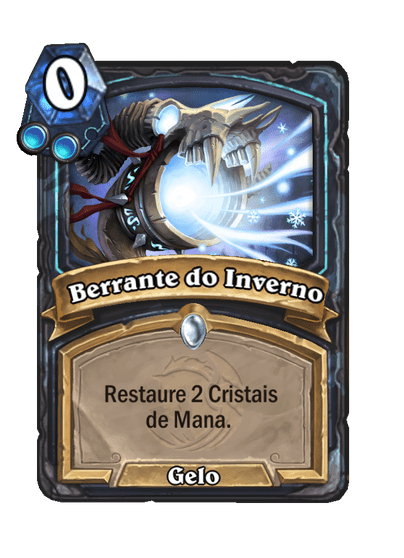 0
Berrante do Inverno
Restaure 2 Cristais
de Mana.
Gelo